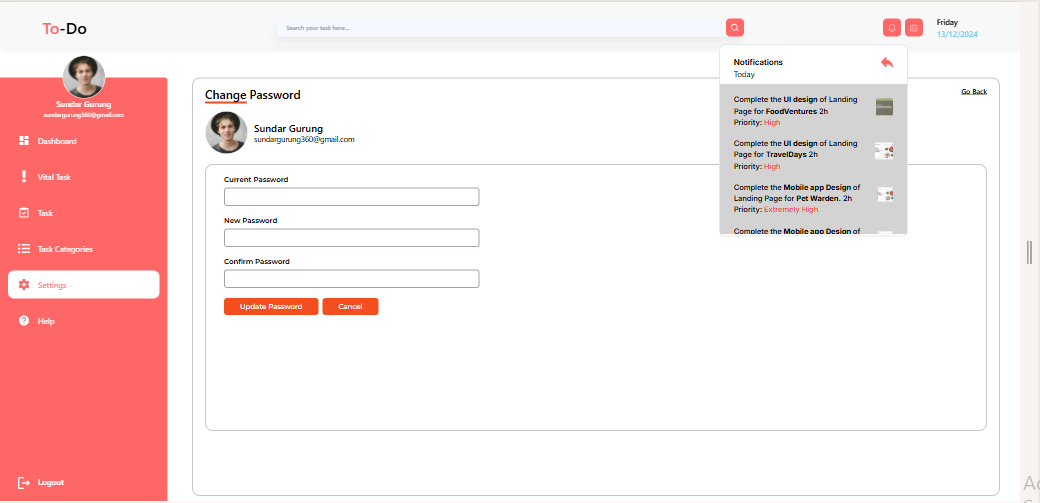 To-Do
Search your task here...
Friday
13/12/2024
Sundar Gurung
sundargurung360@gmail.com
Dashboard
Vital Task
Task
Task Categories
Settings
Help
Logout
Change Password
Go Back
Sundar Gurung
sundargurung360@gmail.com
Current Password
New Password
Confirm Password
Update Password
Cancel
Notifications
Today
Complete the UI design of Landing
Page for FoodVentures 2h
Priority: High
Complete the UI design of Landing
Page for TravelDays 2h
Priority: High
Complete the Mobile app Design of
Landing Page for Pet Warden. 2h
Priority: Extremely High
Complete the Mobile app Design of